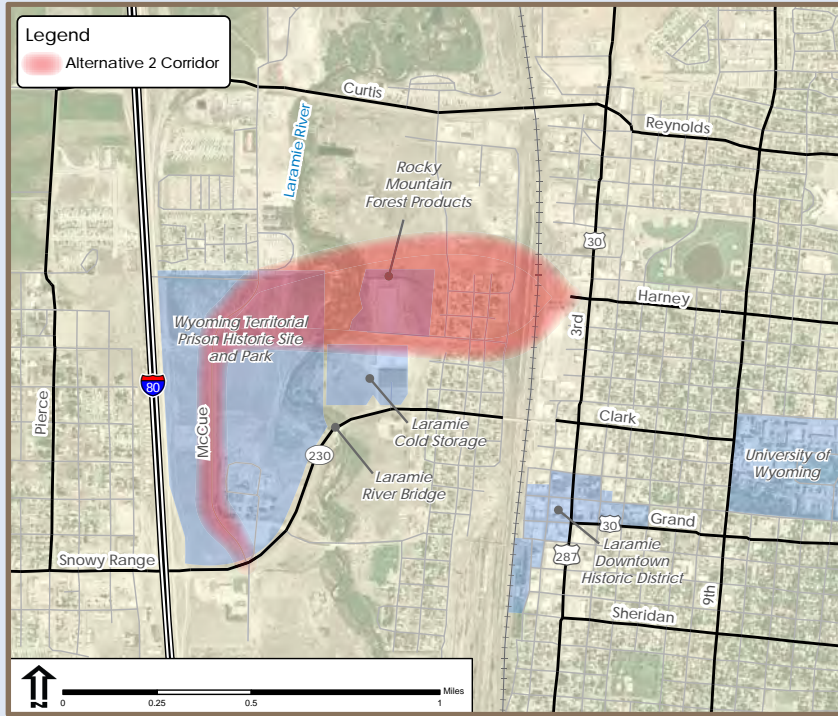 Legend
Alternative 2 Corridor
Curtis
Reynolds
Laramie River
Rocky
Mountain
Forest Products
30
Harney
3rd
Wyoming Territorial
Prison Historic Site
and Park
80
Pierce
McCue
Clark
Laramie
Cold Storage
University of
Wyoming
230
Laramie
River Bridge
30
Grand
Snowy Range
287
Laramie
Downtown
Historic District
9th
Sheridan
N
Miles
0
0.25
0.5
1